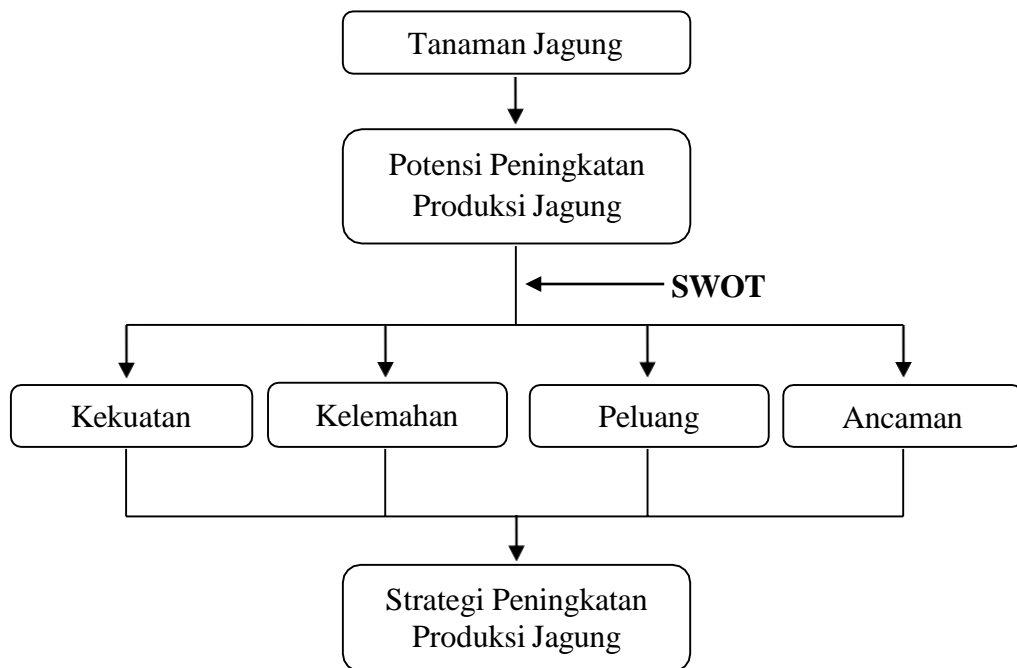 Tanaman Jagung
Potensi Peningkatan
Produksi Jagung
SWOT
Kekuatan
Kelemahan
Peluang
Ancaman
Strategi Peningkatan
Produksi Jagung